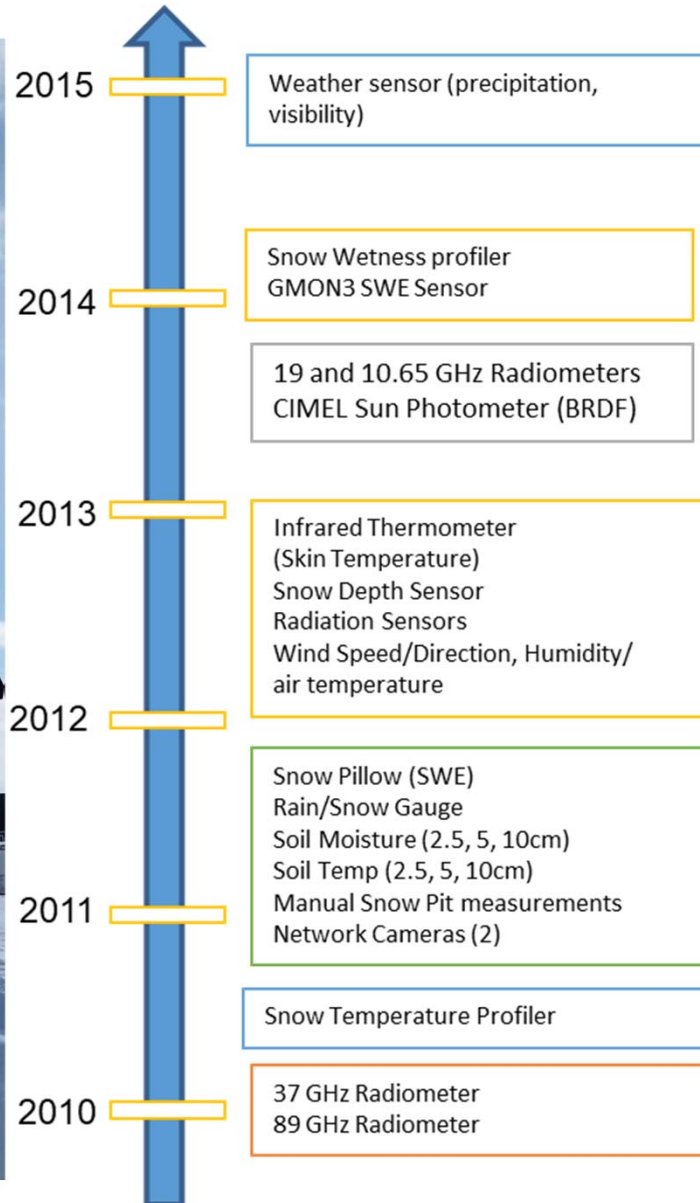 2015
Weather sensor (precipitation,
visibility)
2014
Snow Wetness profiler
GMON3 SWE Sensor
19 and 10.65 GHz Radiometers
CIMEL Sun Photometer (BRDF)
2013
Infrared Thermometer
(Skin Temperature)
Snow Depth Sensor
Radiation Sensors
Wind Speed/Direction, Humidity/
air temperature
2012
Snow Pillow (SWE)
Rain/Snow Gauge
Soil Moisture (2.5, 5, 10cm)
Soil Temp (2.5, 5, 10cm)
Manual Snow Pit measurements
Network Cameras (2)
2011
Snow Temperature Profiler
2010
37 GHz Radiometer
89 GHz Radiometer